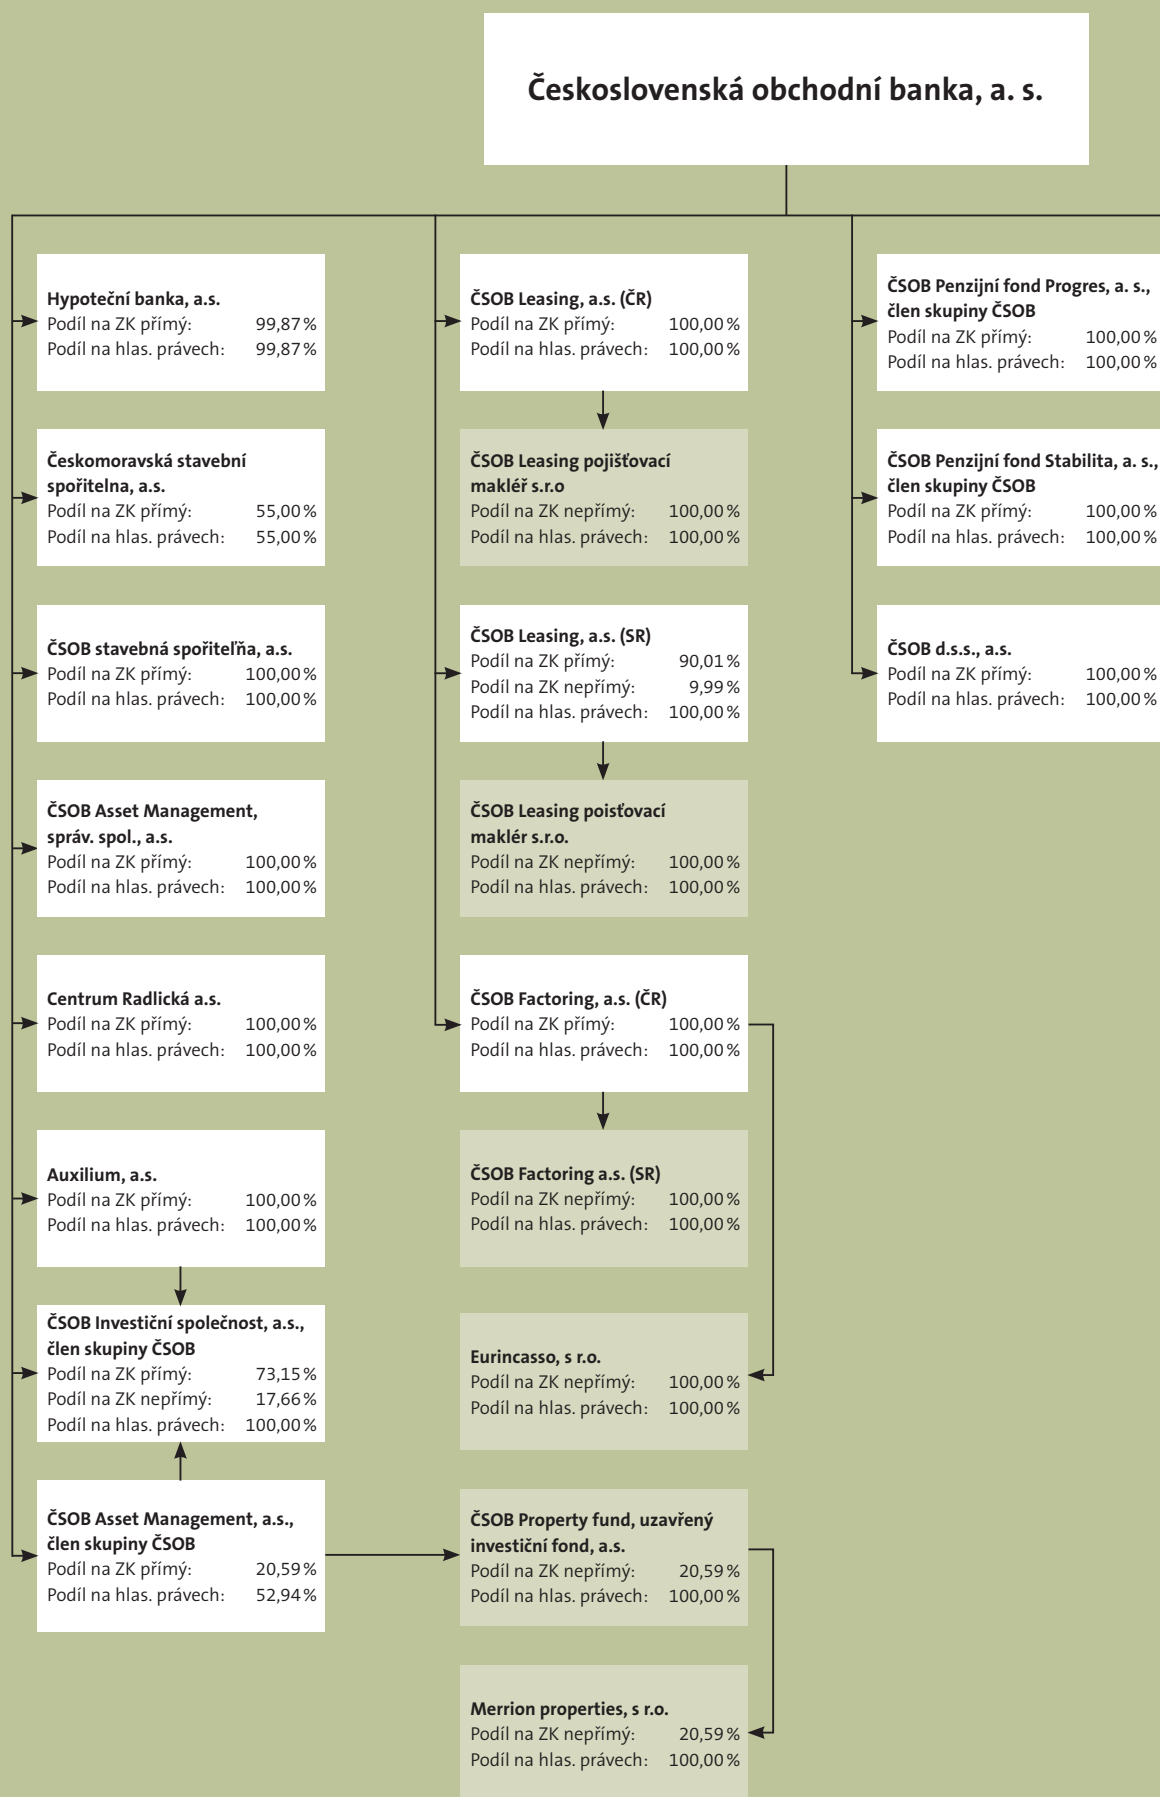 Československá obchodní banka, a. s.
Hypoteční banka, a.s.
Podíl na ZK přímý: 99,87 %
Podíl na hlas. právech: 99,87 %
Českomoravská stavební
spořitelna, a.s.
Podíl na ZK přímý: 55,00 %
Podíl na hlas. právech: 55,00 %
ČSOB stavebná spořiteľňa, a.s.
Podíl na ZK přímý: 100,00 %
Podíl na hlas. právech: 100,00 %
ČSOB Asset Management,
správ. spol., a.s.
Podíl na ZK přímý: 100,00 %
Podíl na hlas. právech: 100,00 %
Centrum Radlická a.s.
Podíl na ZK přímý: 100,00 %
Podíl na hlas. právech: 100,00 %
Auxilium, a.s.
Podíl na ZK přímý: 100,00 %
Podíl na hlas. právech: 100,00 %
ČSOB Investiční společnost, a.s.,
člen skupiny ČSOB
Podíl na ZK přímý: 73,15 %
Podíl na ZK nepřímý: 17,66 %
Podíl na hlas. právech: 100,00 %
ČSOB Asset Management, a.s.,
člen skupiny ČSOB
Podíl na ZK přímý: 20,59 %
Podíl na hlas. právech: 52,94 %
ČSOB Leasing, a.s. (ČR)
Podíl na ZK přímý: 100,00 %
Podíl na hlas. právech: 100,00 %
ČSOB Leasing pojišťovací
makléř s.r.o
Podíl na ZK nepřímý: 100,00 %
Podíl na hlas. právech: 100,00 %
ČSOB Leasing, a.s. (SR)
Podíl na ZK přímý: 90,01 %
Podíl na ZK nepřímý: 9,99 %
Podíl na hlas. právech: 100,00 %
ČSOB Leasing poisťovací
maklér s.r.o.
Podíl na ZK nepřímý: 100,00 %
Podíl na hlas. právech: 100,00 %
ČSOB Factoring, a.s. (ČR)
Podíl na ZK přímý: 100,00 %
Podíl na hlas. právech: 100,00 %
ČSOB Factoring a.s. (SR)
Podíl na ZK nepřímý: 100,00 %
Podíl na hlas. právech: 100,00 %
Eurincasso, s r.o.
Podíl na ZK nepřímý: 100,00 %
Podíl na hlas. právech: 100,00 %
ČSOB Property fund, uzavřený
investiční fond, a.s.
Podíl na ZK nepřímý: 20,59 %
Podíl na hlas. právech: 100,00 %
Merrion properties, s r.o.
Podíl na ZK nepřímý: 20,59 %
Podíl na hlas. právech: 100,00 %
ČSOB Penzijní fond Progres, a. s.,
člen skupiny ČSOB
Podíl na ZK přímý: 100,00 %
Podíl na hlas. právech: 100,00 %
ČSOB Penzijní fond Stabilita, a. s.,
člen skupiny ČSOB
Podíl na ZK přímý: 100,00 %
Podíl na hlas. právech: 100,00 %
ČSOB d.s.s., a.s.
Podíl na ZK přímý: 100,00 %
Podíl na hlas. právech: 100,00 %